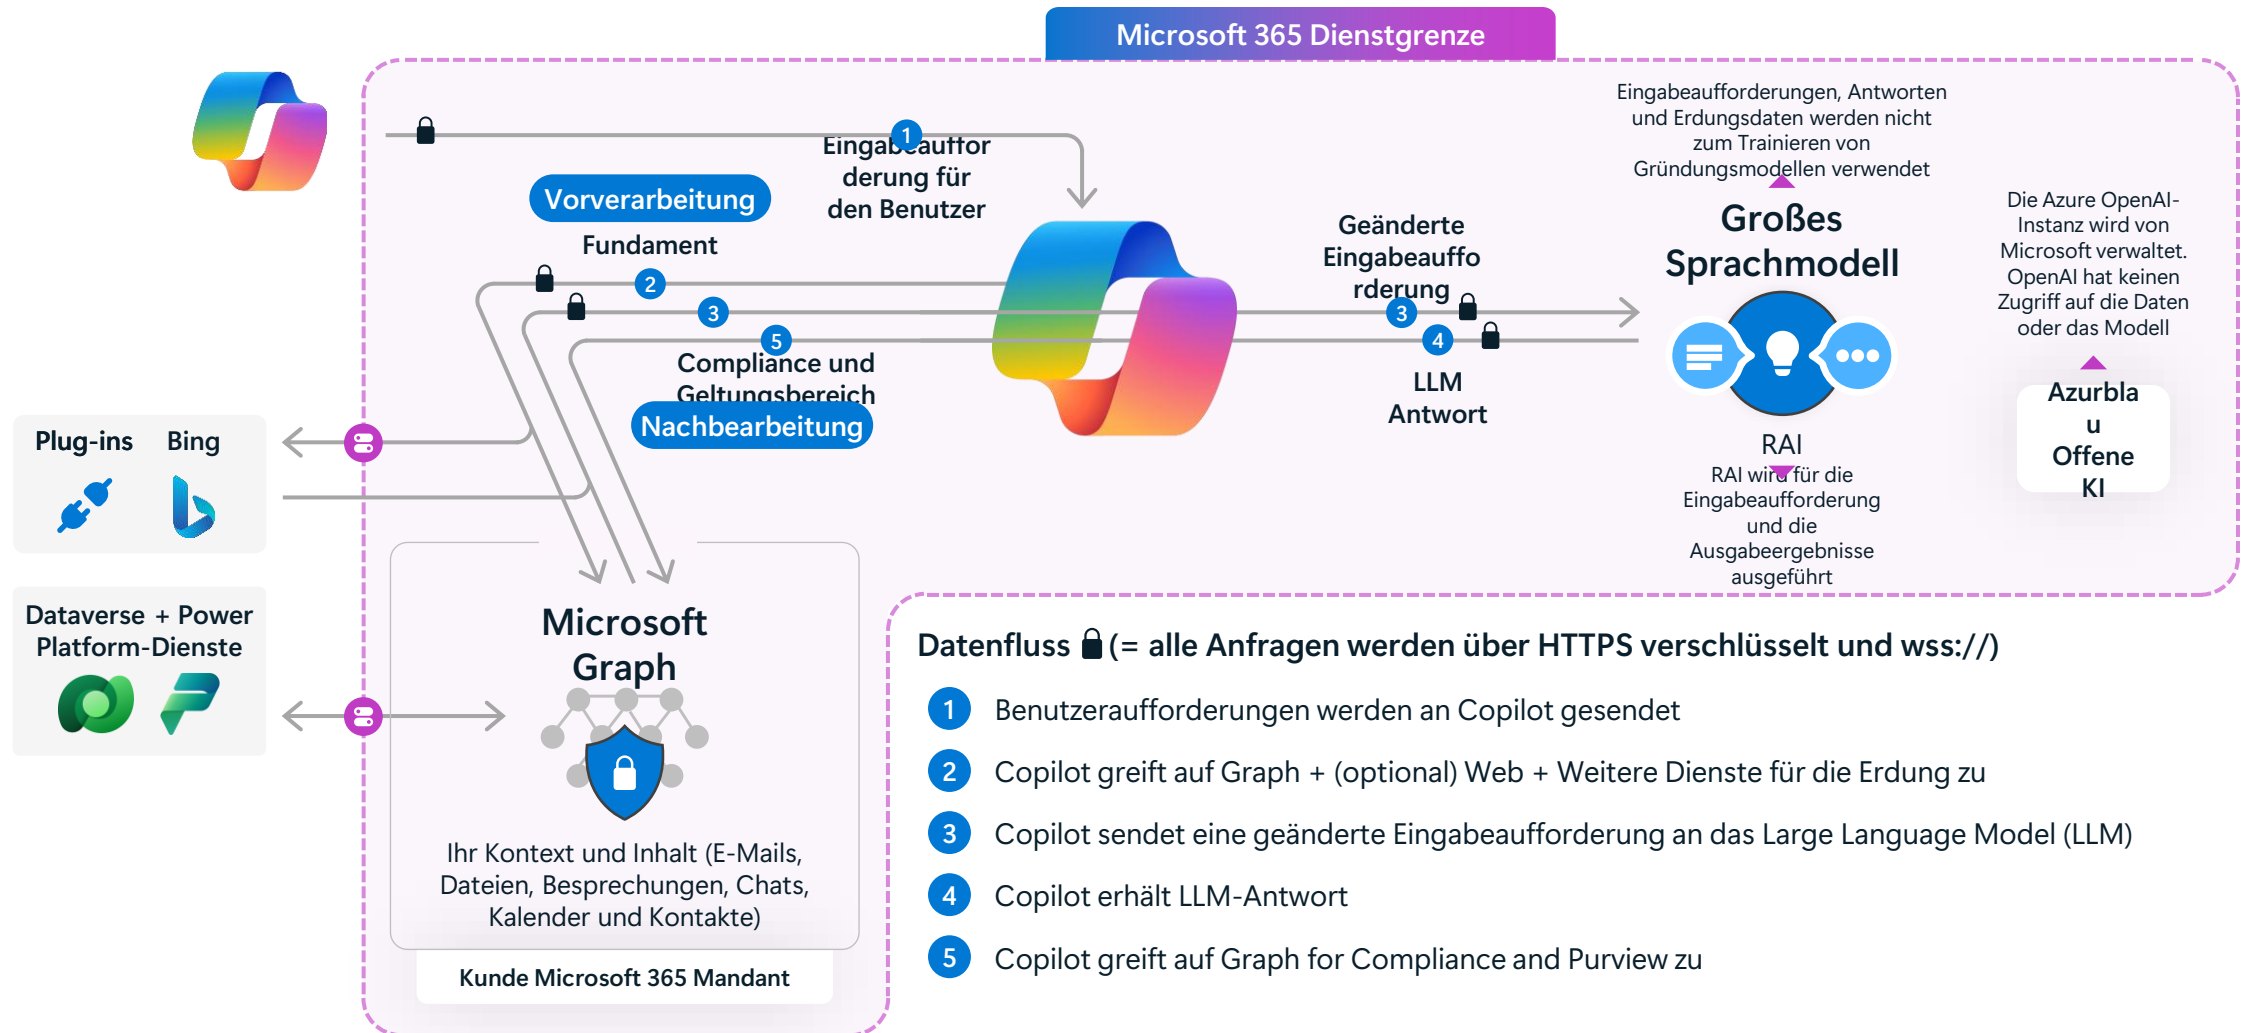 Microsoft 365 Dienstgrenze
1
Eingabeauffor
derung für
den Benutzer
Vorverarbeitung
Fundament
2
3
5
Compliance und
Geltungsbereich
Nachbearbeitung
Geänderte
Eingabeauffo
rderung
3
4
LLM
Antwort
Eingabeaufforderungen, Antworten
und Erdungsdaten werden nicht
zum Trainieren von
Gründungsmodellen verwendet
Großes
Sprachmodell
RAI
RAI wird für die
Eingabeaufforderung
und die
Ausgabeergebnisse
ausgeführt
Die Azure OpenAI-
Instanz wird von
Microsoft verwaltet.
OpenAI hat keinen
Zugriff auf die Daten
oder das Modell
Azurbla
u
Offene
KI
Plug-ins Bing
Dataverse + Power
Platform-Dienste
Microsoft
Graph
Ihr Kontext und Inhalt (E-Mails,
Dateien, Besprechungen, Chats,
Kalender und Kontakte)
Kunde Microsoft 365 Mandant
Datenfluss (= alle Anfragen werden über HTTPS verschlüsselt und wss://)
1 Benutzeraufforderungen werden an Copilot gesendet
2 Copilot greift auf Graph + (optional) Web + Weitere Dienste für die Erdung zu
3 Copilot sendet eine geänderte Eingabeaufforderung an das Large Language Model (LLM)
4 Copilot erhält LLM-Antwort
5 Copilot greift auf Graph for Compliance and Purview zu